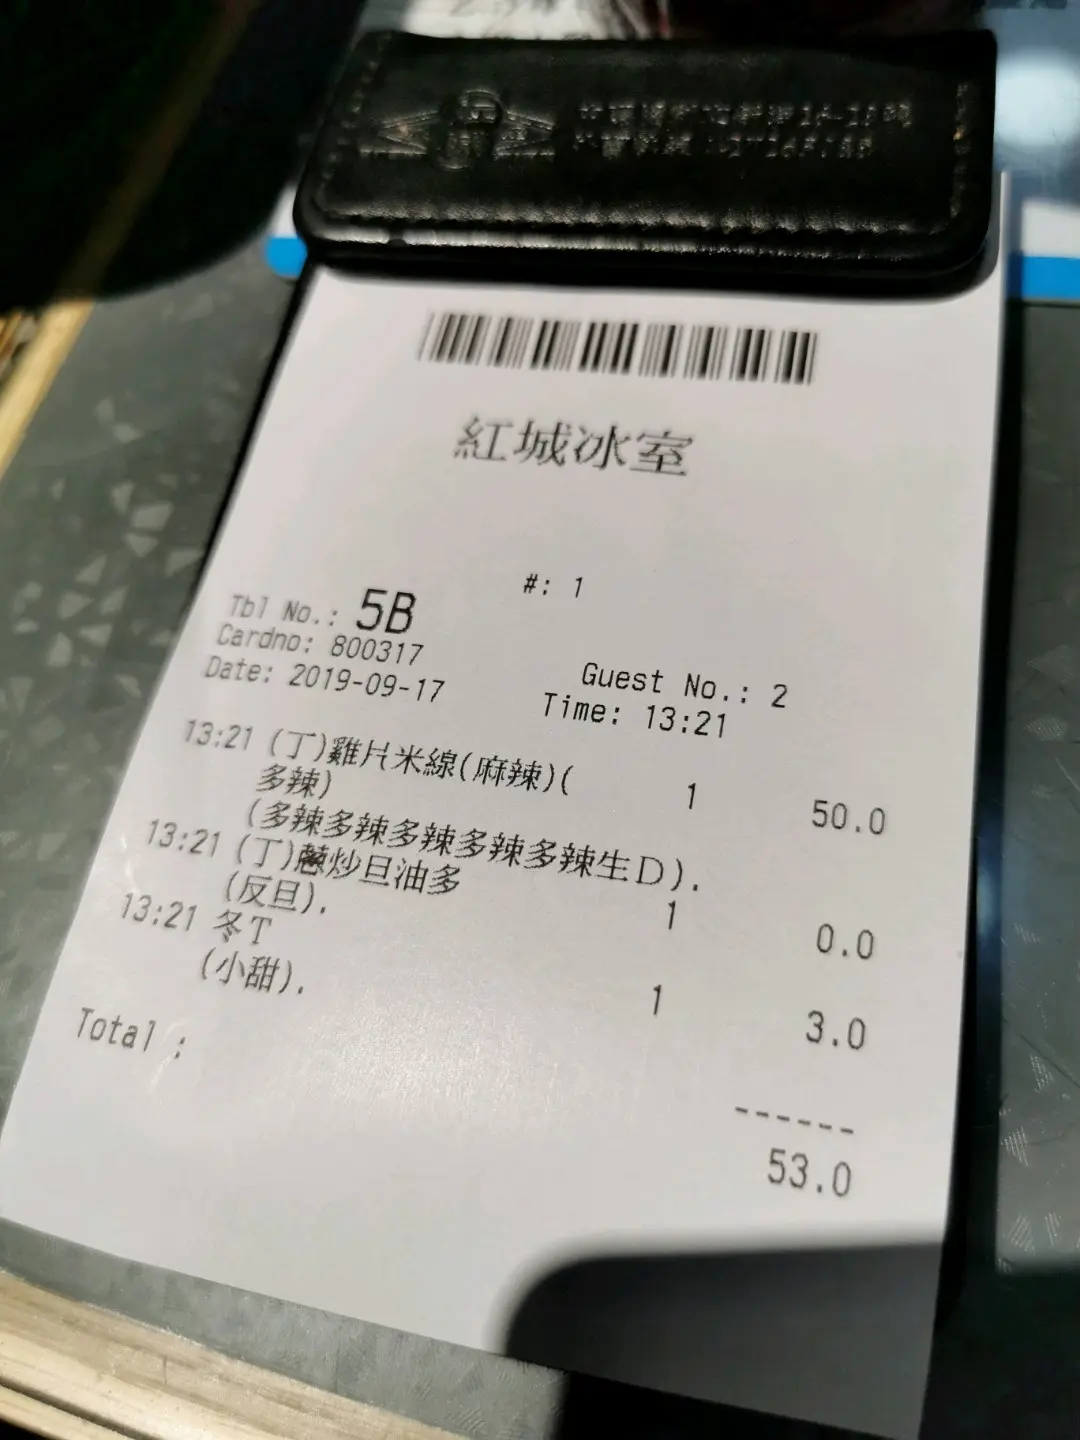 紅城冰室
#: 1
Tbl No.: 5B
Cardno: 800317
Guest No.: 2
Date: 2019-09-17
Time: 13:21
13:21 (丁)雞片米線(麻辣)( 1 50.0
多辣)
(多辣多辣多辣多辣多辣生D).
13:21 (丁)蔥炒旦油多 1 0.0
(反旦).
13:21 冬T 1 3.0
(小甜).
Total :
------
53.0